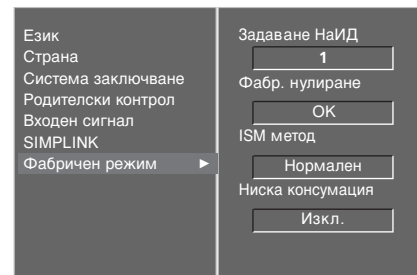 Език
Страна
Система заключване
Родителски контрол
Входен сигнал
SIMPLINK
Фабричен режим ►
Задаване НаИД
1
Фабр. нулиране
OK
ISM метод
Нормален
Ниска консумация
Изкл.